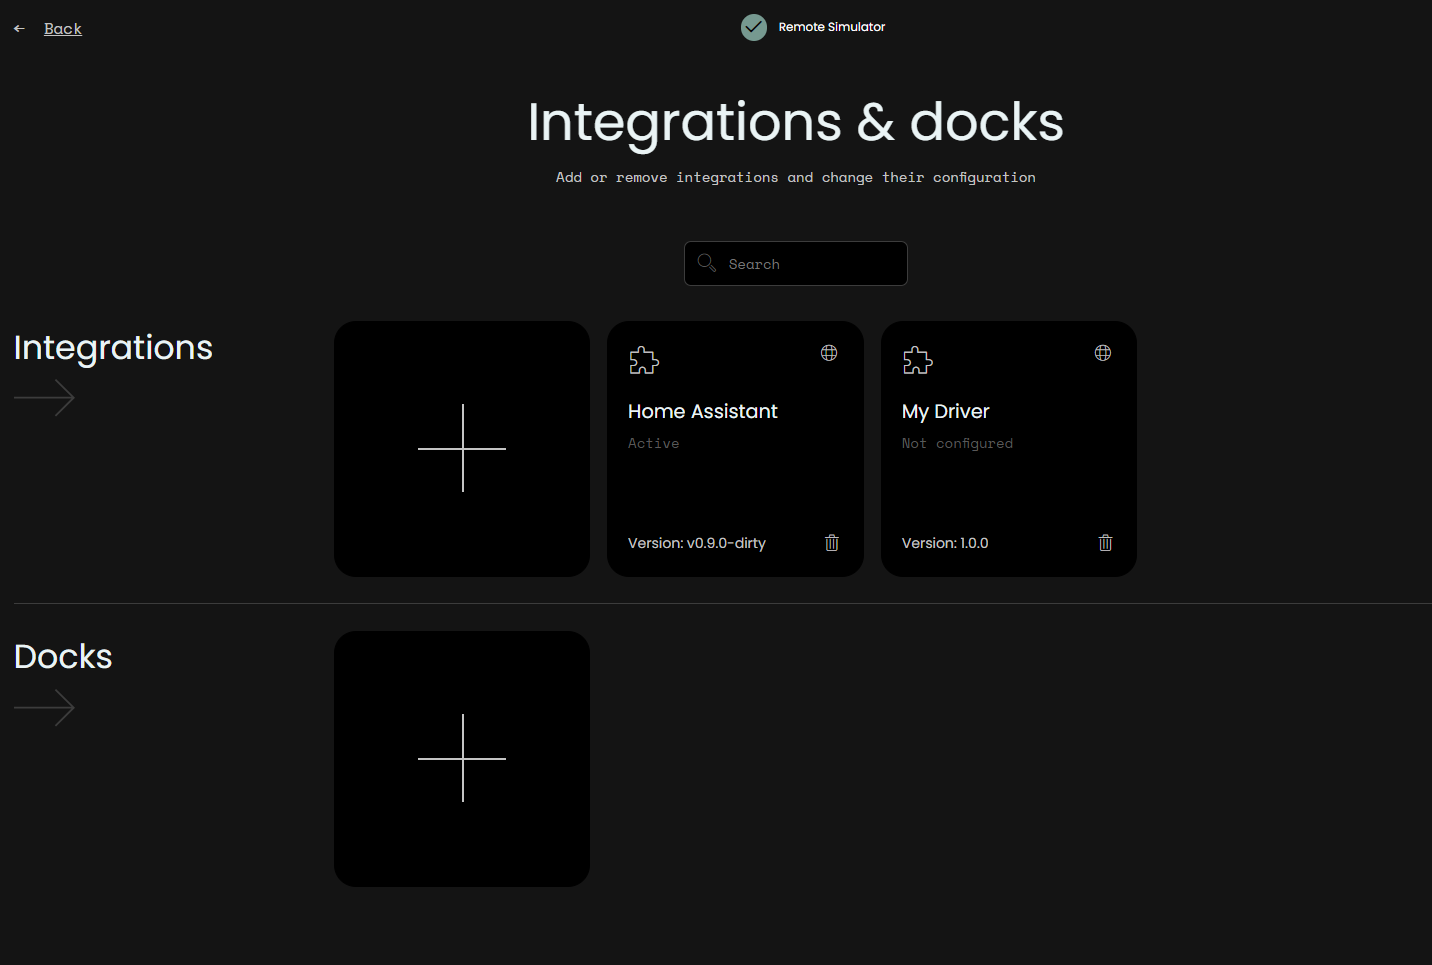 ← Back
Remote Simulator
Integrations & docks
Add or remove integrations and change their configuration
Search
Integrations
Home Assistant
Active
Version: v0.9.0-dirty
My Driver
Not configured
Version: 1.0.0
Docks